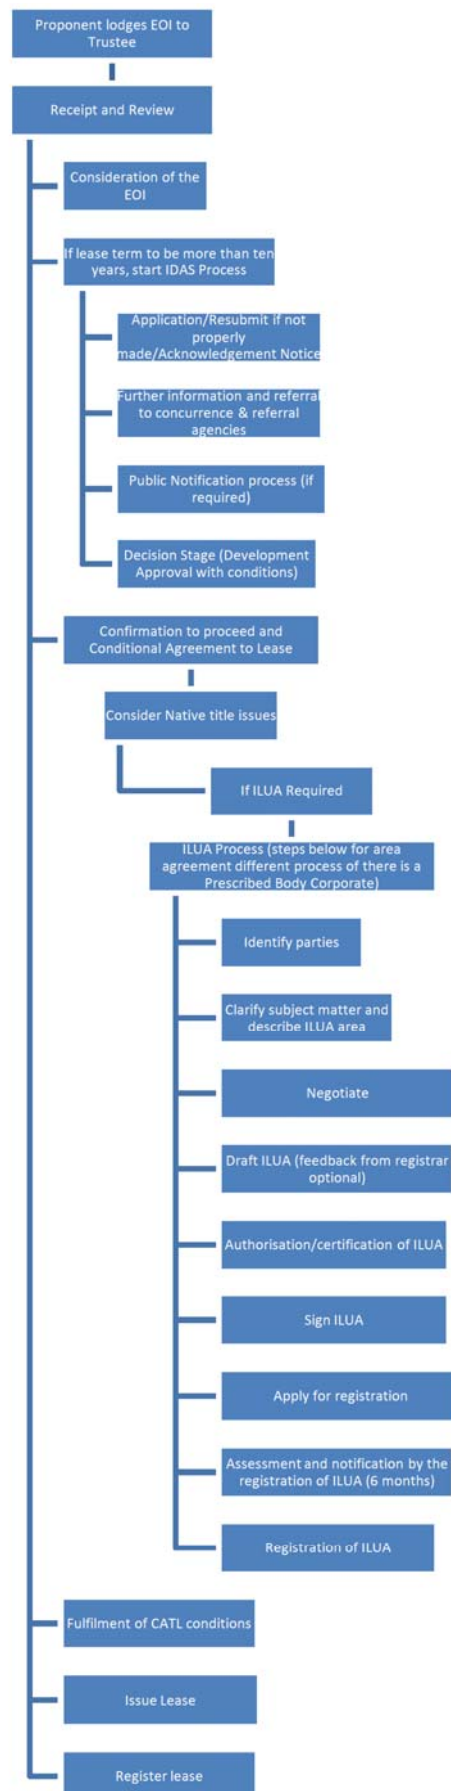 Proponent lodges EOI to
Trustee
Receipt and Review
Consideration of the
EOI
If lease term to be more than ten
years, start IDAS Process
Application/Resubmit if not
properly
made/Acknowledgement Notice
Further information and referral
to concurrence & referral
agencies
Public Notification process (if
required)
Decision Stage (Development
Approval with conditions)
Confirmation to proceed and
Conditional Agreement to Lease
Consider Native title issues
If ILUA Required
ILUA Process (steps below for area
agreement different process of there is a
Prescribed Body Corporate)
Identify parties
Clarify subject matter and
describe ILUA area
Negotiate
Draft ILUA (feedback from registrar
optional)
Authorisation/certification of ILUA
Sign ILUA
Apply for registration
Assessment and notification by the
registration of ILUA (6 months)
Registration of ILUA
Fulfilment of CATL conditions
Issue Lease
Register lease